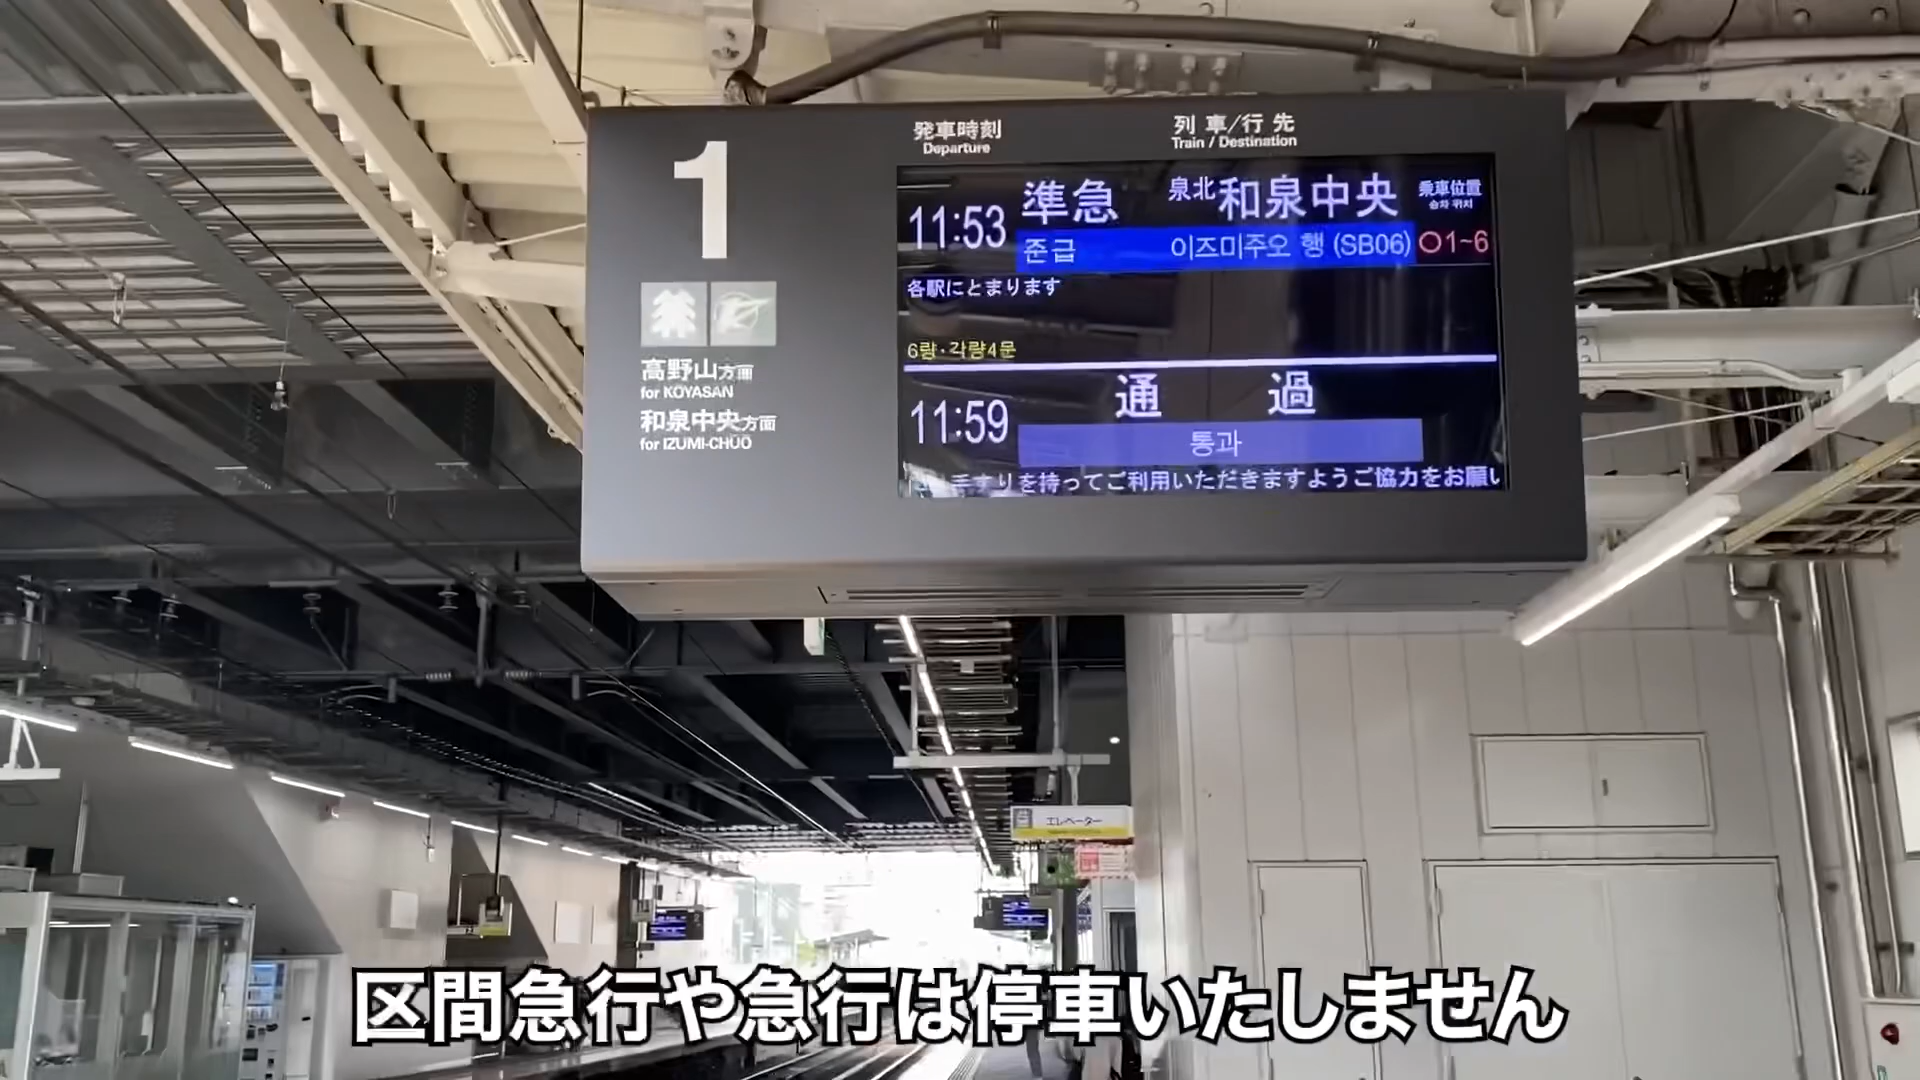 1
高野山方面
for KOYASAN
和泉中央方面
for IZUMI-CHŪŌ
発車時刻
Departure
列車/行先
Train / Destination
11:53 準急 泉北 和泉中央 乗車位置
승차 위치
준급 이즈미주오 행 (SB06) ○1~6
各駅にとまります
6량·각량4문
11:59 通過
통과
手すりを持ってご利用いただきますようご協力をお願い
エレベーター
区間急行や急行は停車いたしません